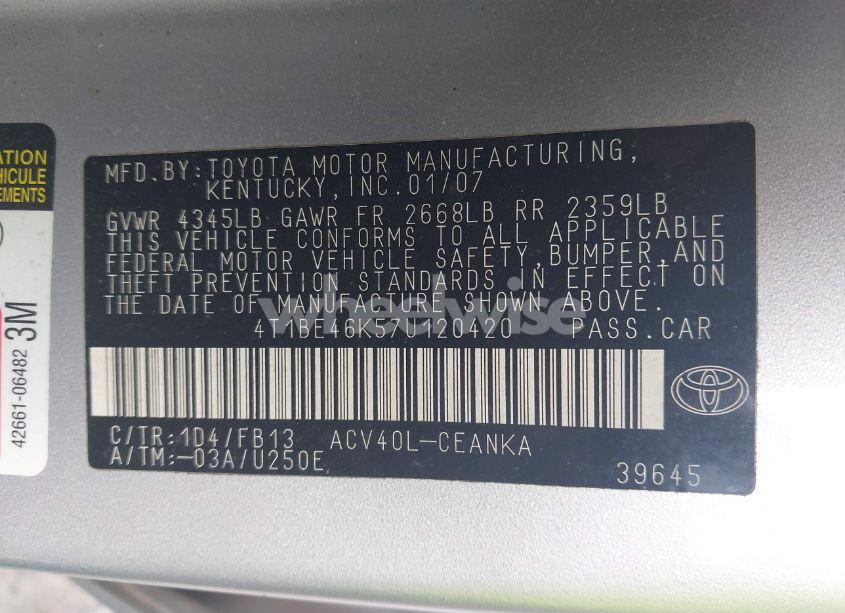 ATION
HICULE
EMENTS
42661-06482 3M
MFD.BY:TOYOTA MOTOR MANUFACTURING,
KENTUCKY,INC.01/07
GVWR 4345LB GAWR FR 2668LB RR 2359LB
THIS VEHICLE CONFORMS TO ALL APPLICABLE
FEDERAL MOTOR VEHICLE SAFETY,BUMPER,AND
THEFT PREVENTION STANDARDS IN EFFECT ON
THE DATE OF MANUFACTURE SHOWN ABOVE.
wheelwise
4T1BE46K57U120420 PASS.CAR
C/TR:1D4/FB13 ACV40L-CEANKA
A/TM:-03A/U250E
39645